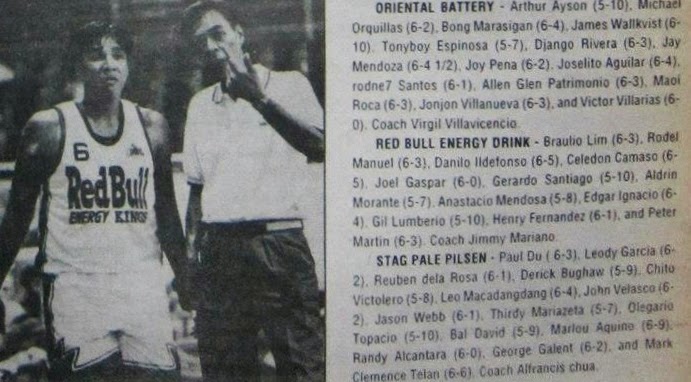 6
Red Bull
ENERGY KINGS
ORIENTAL BATTERY - Arthur Ayson (5-10), Michael
Orquillas (6-2), Bong Marasigan (6-4), James Wallkvist (6-
10). Tonyboy Espinosa (5-7), Django Rivera (6-3), Jay
Mendoza (6-4 1/2), Joy Pena (6-2). Joselito Aguilar (6-4),
rodne7 Santos (6-1), Allen Glen Patrimonio (6-3), Maoi
Roca (6-3), Jonjon Villanueva (6-3), and Victor Villarias (6-
0). Coach Virgil Villavicencio.
RED BULL ENERGY DRINK - Braulio Lim (6-3), Rodel
Manuel (6-3), Danilo Ildefonso (6-5), Celedon Camaso (6-
5), Joel Gaspar (6-0), Gerardo Santiago (5-10), Aldrin
Morante (5-7), Anastacio Mendosa (5-8), Edgar Ignacio (6-
4), Gil Lumberio (5-10), Henry Fernandez (6-1), and Peter
Martin (6-3). Coach Jimmy Mariano.
STAG PALE PILSEN - Paul Du ( 6-3), Leody Garcia (6-
2), Reuben dela Rosa (6-1), Derick Bughaw (5-9), Chito
Victolero (5-8), Leo Macadangdang (6-4), John Velasco (6-
2), Jason Webb (6-1), Thirdy Mariazeta (5-7), Olegario
Topacio (5-10), Bal David (5-9), Marlou Aquino (6-9),
Randy Alcantara (6-0), George Galent (6-2), and Mark
Clemence Telan (6-6). Coach Alfrancis chua.